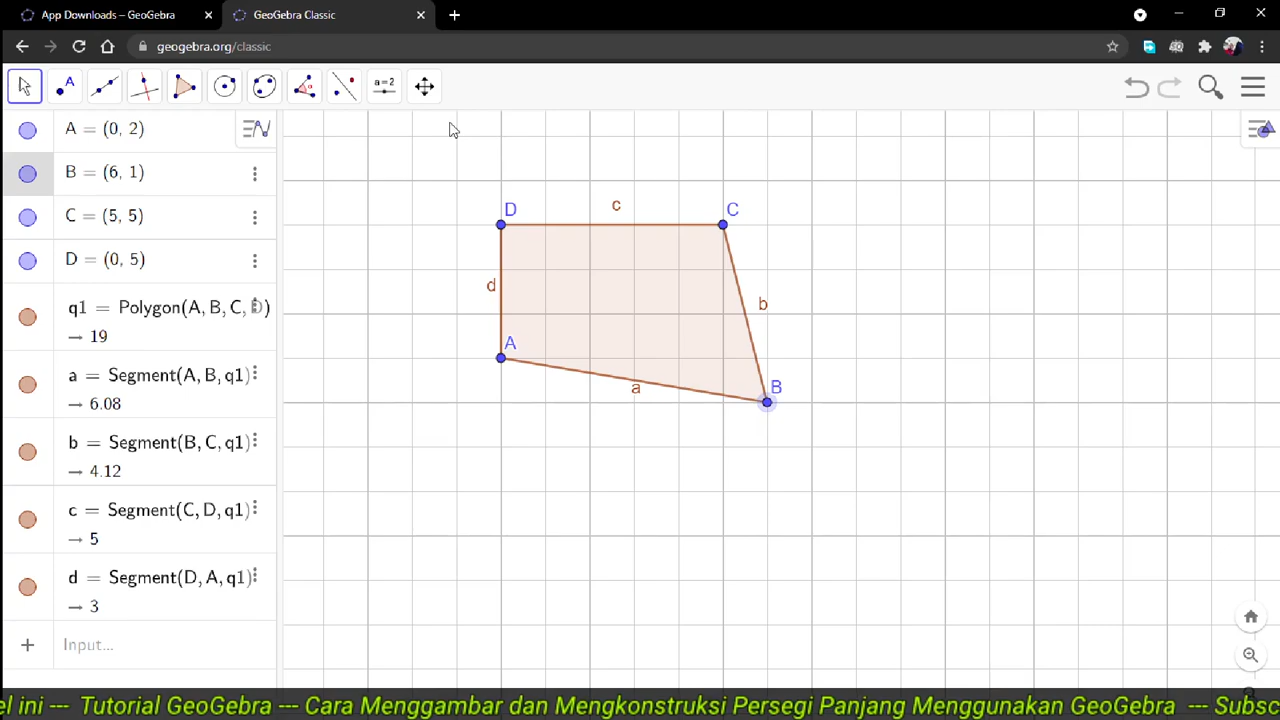 App Downloads – GeoGebra
GeoGebra Classic
geogebra.org/classic
A
a=2
A = (0, 2)
B = (6, 1)
C = (5, 5)
D = (0, 5)
q1 = Polygon(A, B, C, D)
→ 19
a = Segment(A, B, q1)
→ 6.08
b = Segment(B, C, q1)
→ 4.12
c = Segment(C, D, q1)
→ 5
d = Segment(D, A, q1)
→ 3
Input...
D
c
C
d
b
A
a
B
el ini --- Tutorial GeoGebra --- Cara Menggambar dan Mengkonstruksi Persegi Panjang Menggunakan GeoGebra --- Subsc